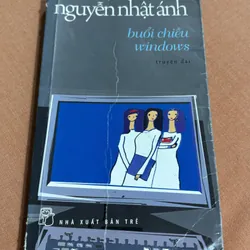 nguyễn nhật ánh
buổi chiều
windows
truyện dài
NHÀ XUẤT BẢN TRẺ